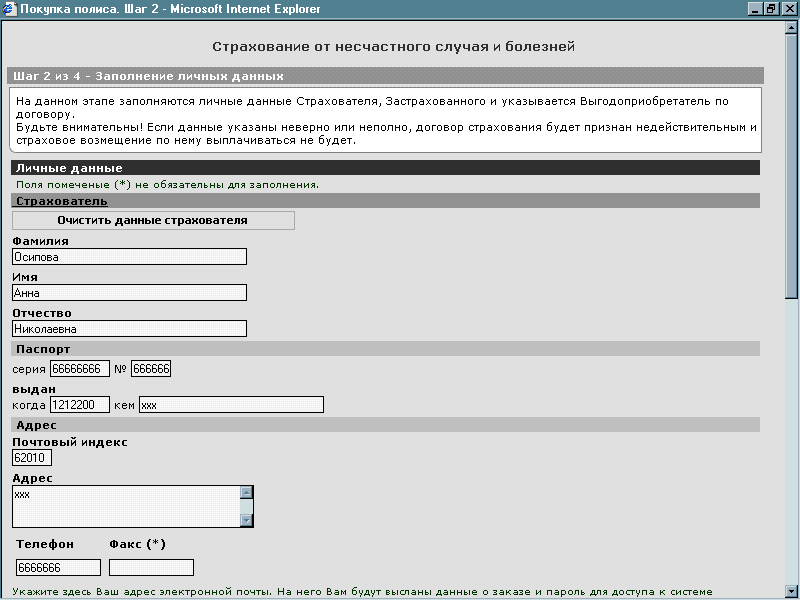 Покупка полиса. Шаг 2 - Microsoft Internet Explorer
Страхование от несчастного случая и болезней
Шаг 2 из 4 - Заполнение личных данных
На данном этапе заполняются личные данные Страхователя, Застрахованного и указывается Выгодоприобретатель по
договору.
Будьте внимательны! Если данные указаны неверно или неполно, договор страхования будет признан недействительным и
страховое возмещение по нему выплачиваться не будет.
Личные данные
Поля помеченые (*) не обязательны для заполнения.
Страхователь
Очистить данные страхователя
Фамилия
Осипова
Имя
Анна
Отчество
Николаевна
Паспорт
серия 66666666 № 666666
выдан
когда 1212200 кем xxx
Адрес
Почтовый индекс
62010
Адрес
xxx
Телефон Факс (*)
6666666
Укажите здесь Ваш адрес электронной почты. На него Вам будут высланы данные о заказе и пароль для доступа к системе